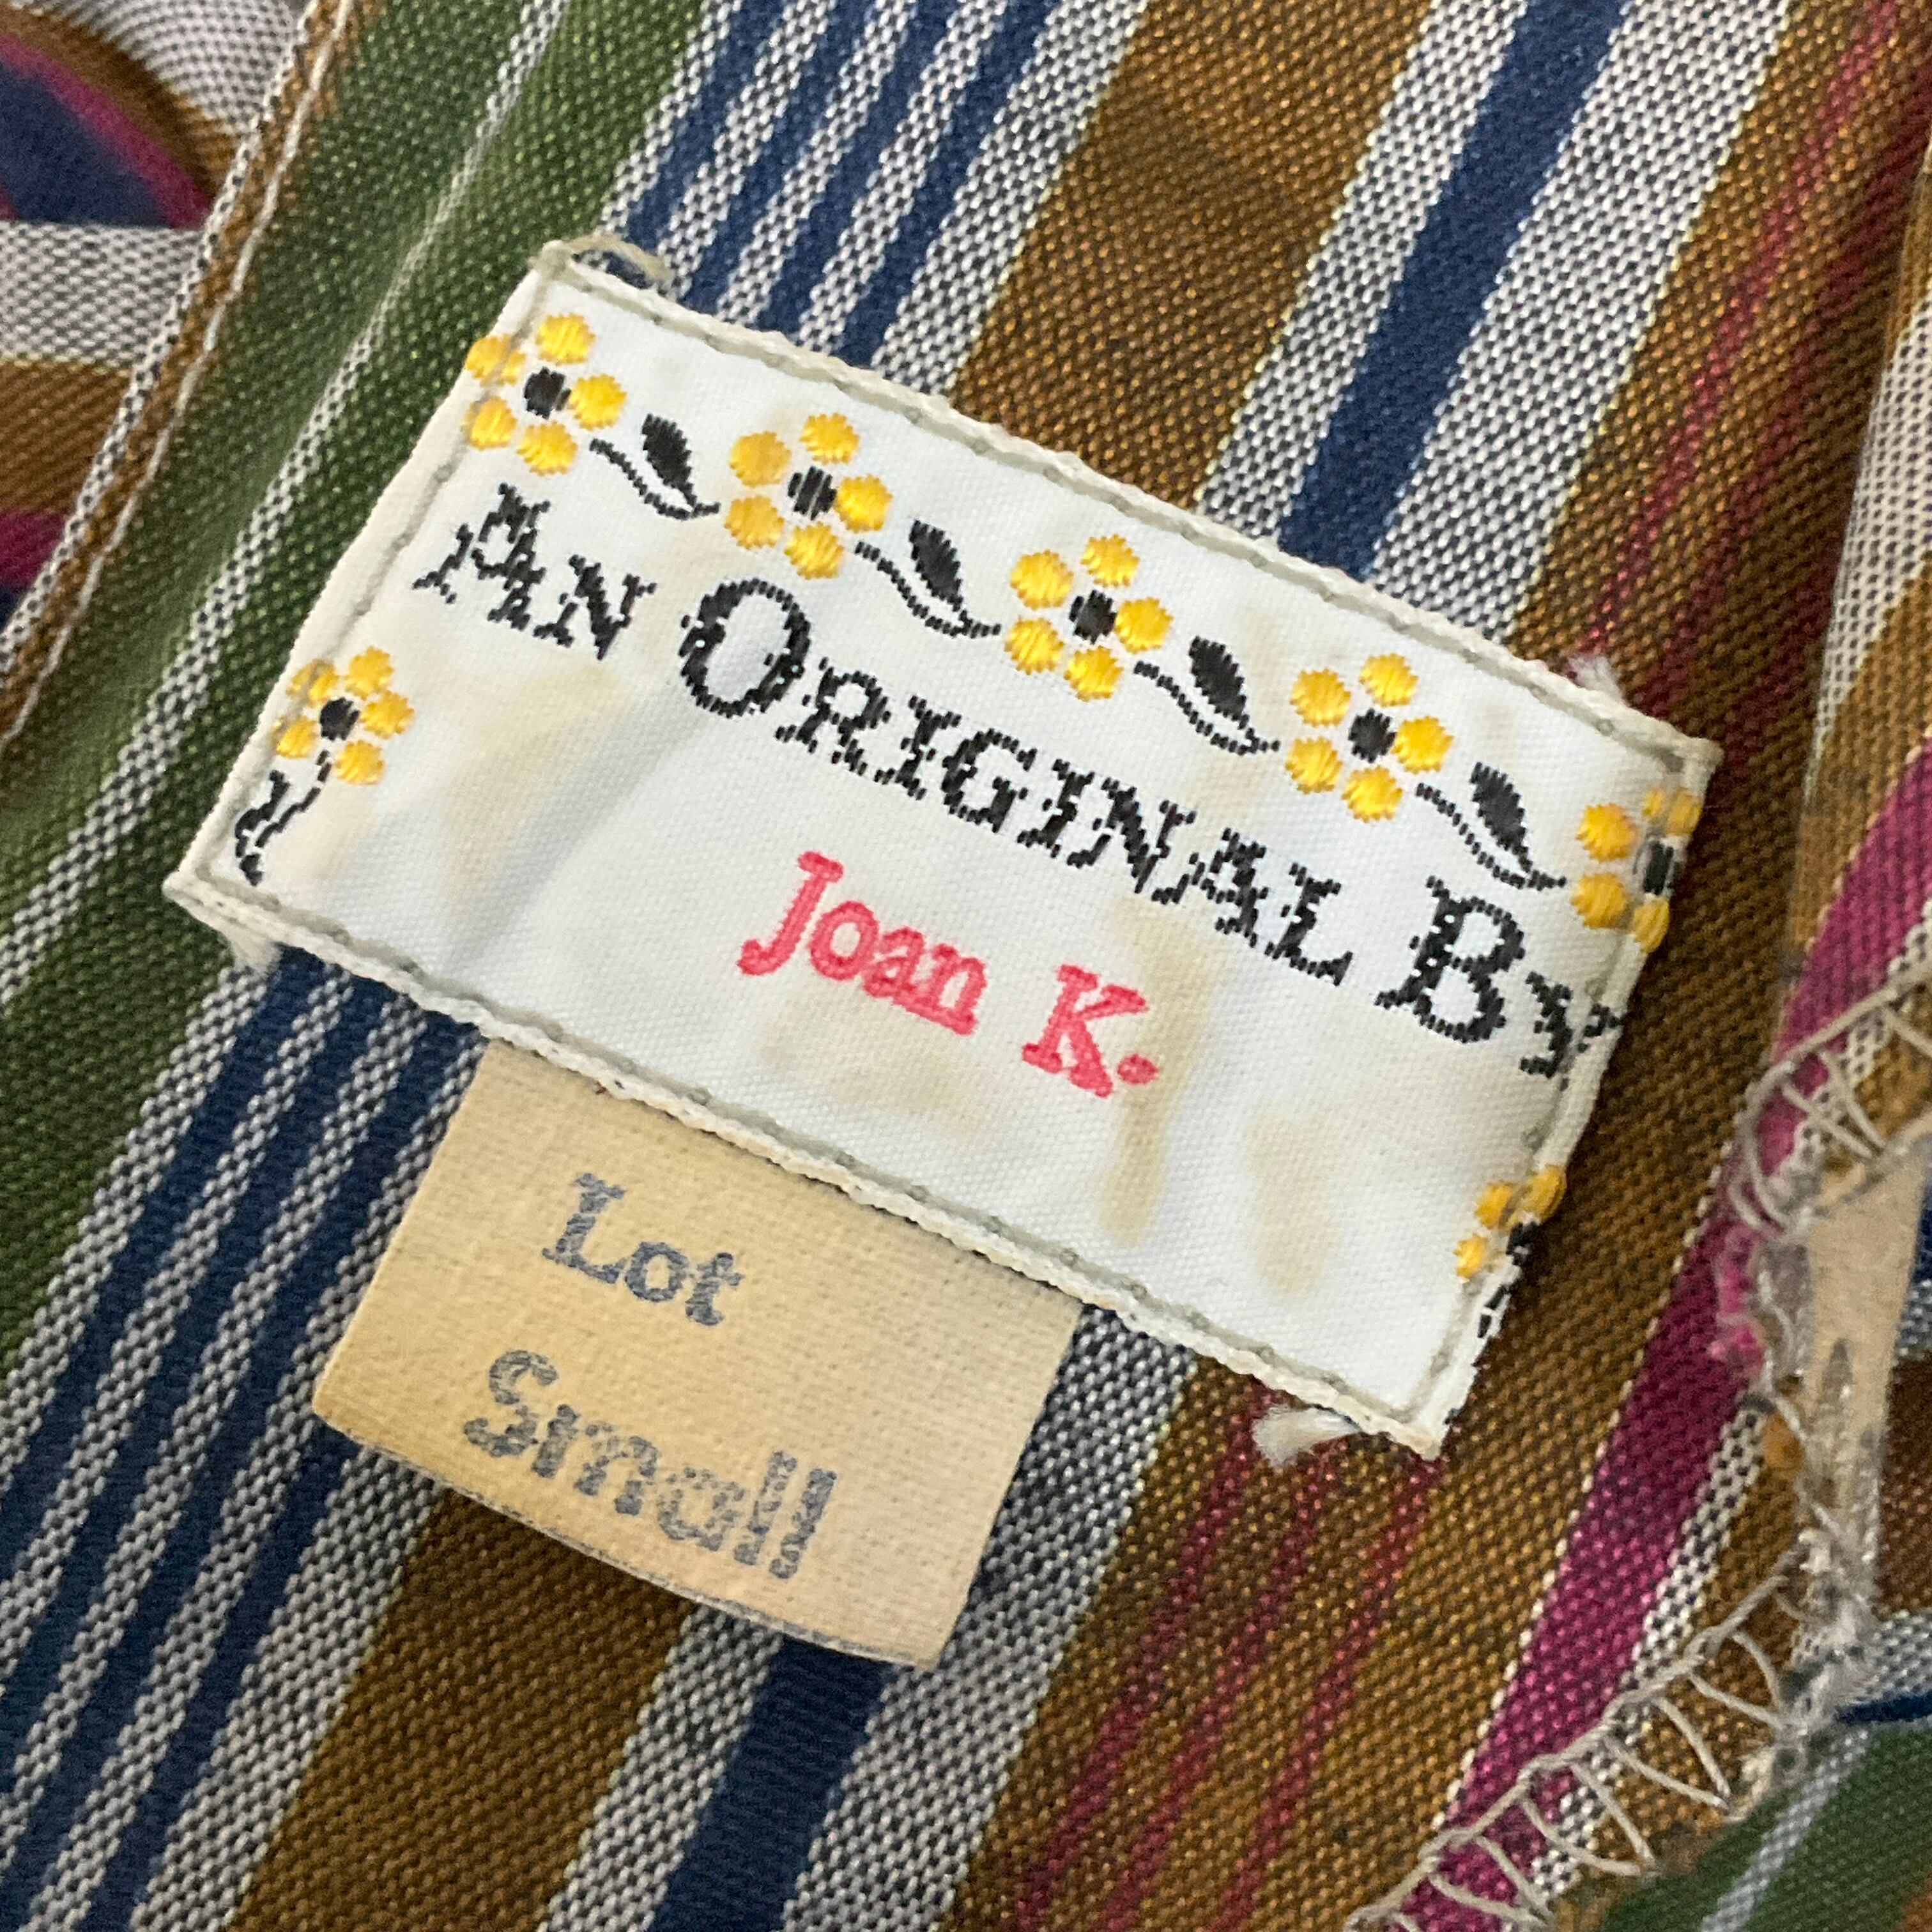 An Original By
Joan K.
Lot
Small